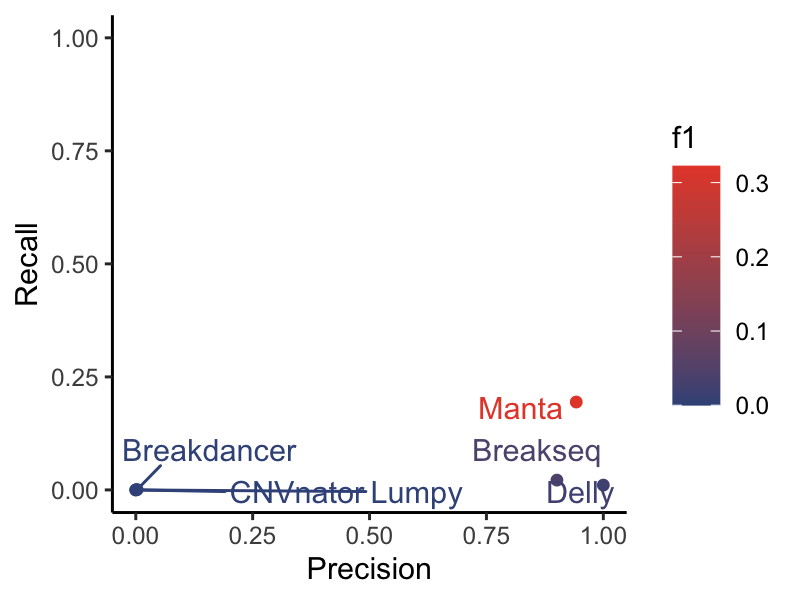 1.00
0.75
0.50
0.25
0.00
Recall
Manta
Breakseq
Breakdancer
CNVnator
Lumpy
Delly
0.00
0.25
0.50
0.75
1.00
Precision
f1
0.3
0.2
0.1
0.0